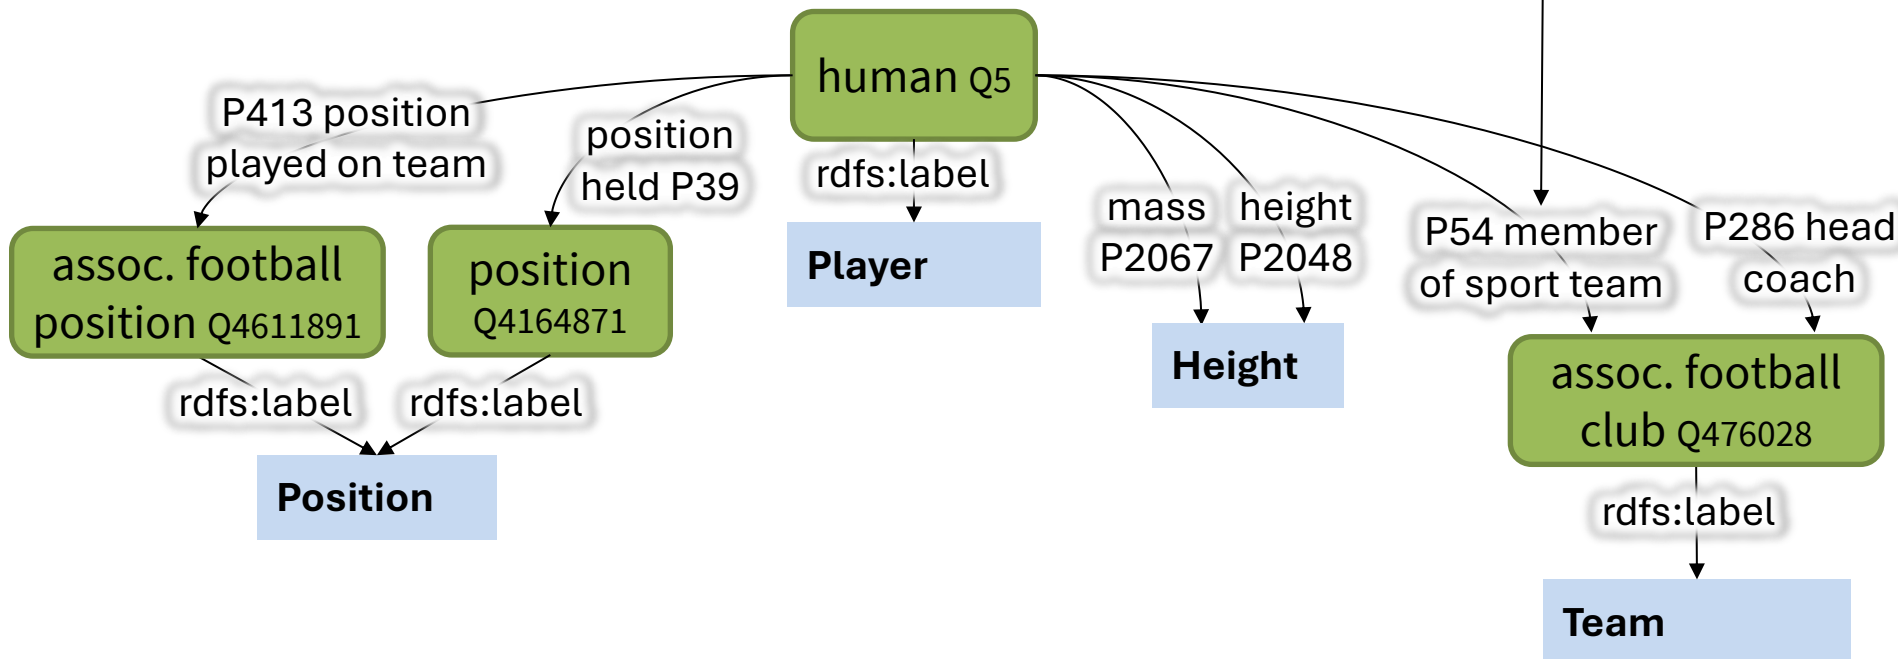 human Q5
P413 position
played on team
position
held P39
rdfs:label
mass
P2067
height
P2048
P54 member
of sport team
P286 head
coach
assoc. football
position Q4611891
position
Q4164871
Player
Height
assoc. football
club Q476028
rdfs:label
rdfs:label
Position
rdfs:label
Team